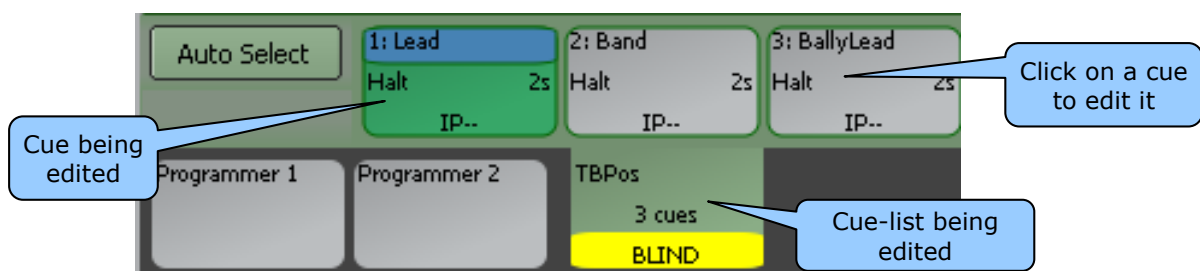 Auto Select
1: Lead
Halt 2s
IP--
2: Band
Halt 2s
IP--
3: BallyLead
Halt 2s
IP--
Click on a cue
to edit it
Cue being
edited
Programmer 1
Programmer 2
TBPos
3 cues
BLIND
Cue-list being
edited